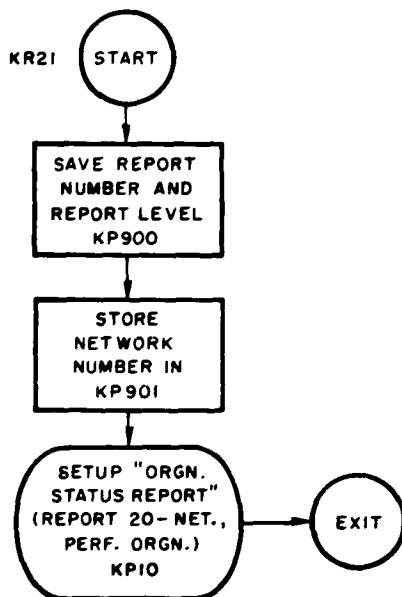 KR21
START
SAVE REPORT
NUMBER AND
REPORT LEVEL
KP900
STORE
NETWORK
NUMBER IN
KP901
SETUP "ORGN.
STATUS REPORT"
(REPORT 20-NET.,
PERF. ORGN.)
KP10
EXIT